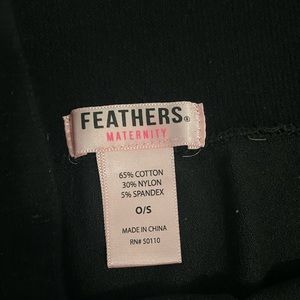 FEATHERS®
MATERNITY
65% COTTON
30% NYLON
5% SPANDEX
O/S
MADE IN CHINA
RN# 50110